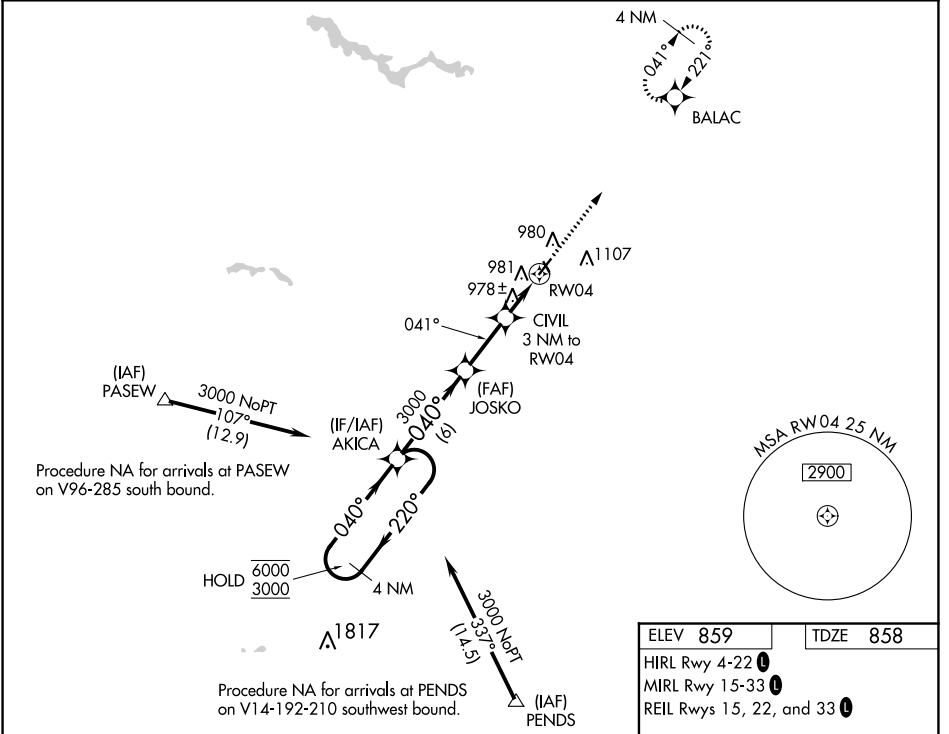 4 NM
041°
221°
BALAC
980
1107
981
RW04
978±
CIVIL
3 NM to
RW04
041°
(IAF)
PASEW
3000 NoPT
107°
(12.9)
(FAF)
JOSKO
3000
040°
(6)
(IF/IAF)
AKICA
Procedure NA for arrivals at PASEW
on V96-285 south bound.
MSA RW04 25 NM
2900
040°
220°
HOLD
6000
3000
4 NM
1817
3000 NoPT
337°
(14.5)
Procedure NA for arrivals at PENDS
on V14-192-210 southwest bound.
(IAF)
PENDS
ELEV 859
TDZE 858
HIRL Rwy 4-22 L
MIRL Rwy 15-33 L
REIL Rwys 15, 22, and 33 L